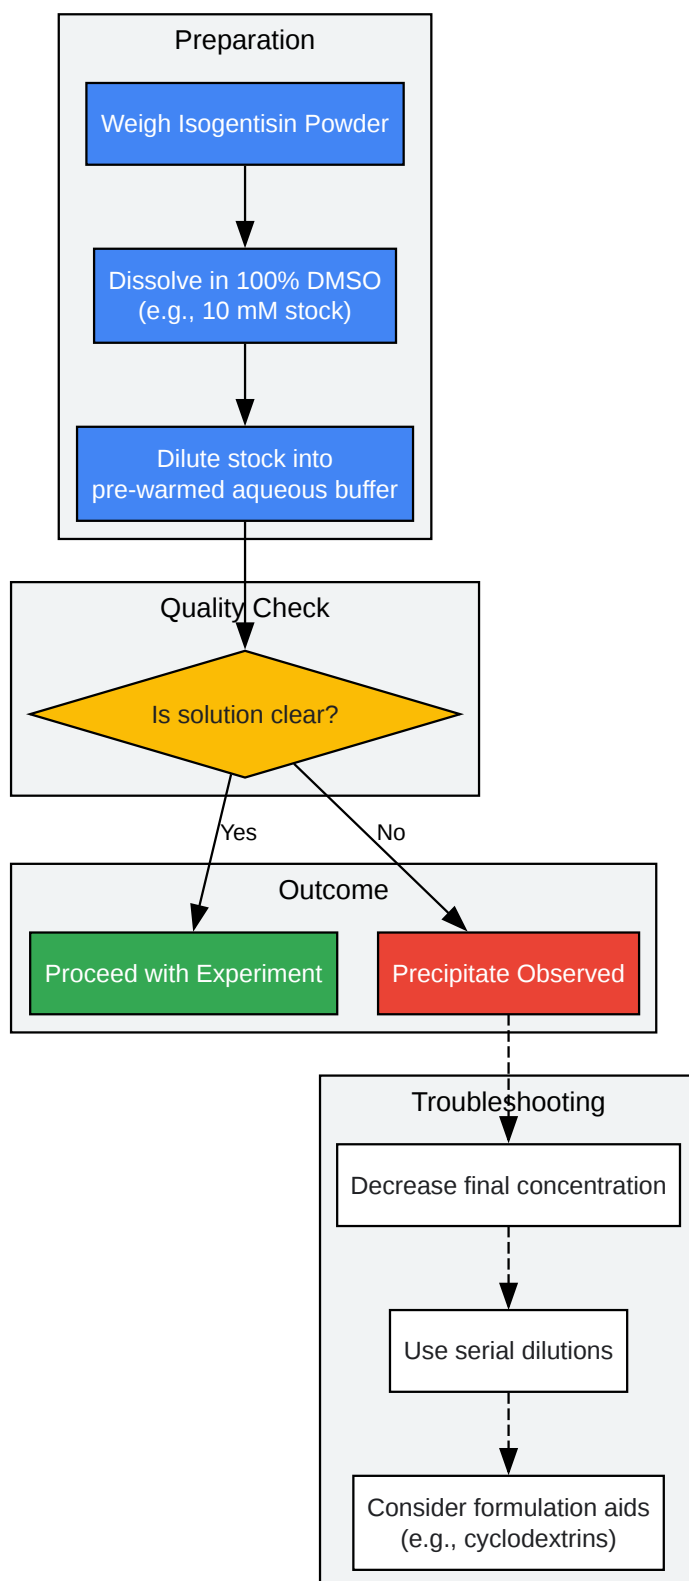 Preparation
Weigh Isogentisin Powder
Dissolve in 100% DMSO
(e.g., 10 mM stock)
Dilute stock into
pre-warmed aqueous buffer
Quality Check
Is solution clear?
Yes
No
Outcome
Proceed with Experiment
Precipitate Observed
Troubleshooting
Decrease final concentration
Use serial dilutions
Consider formulation aids
(e.g., cyclodextrins)